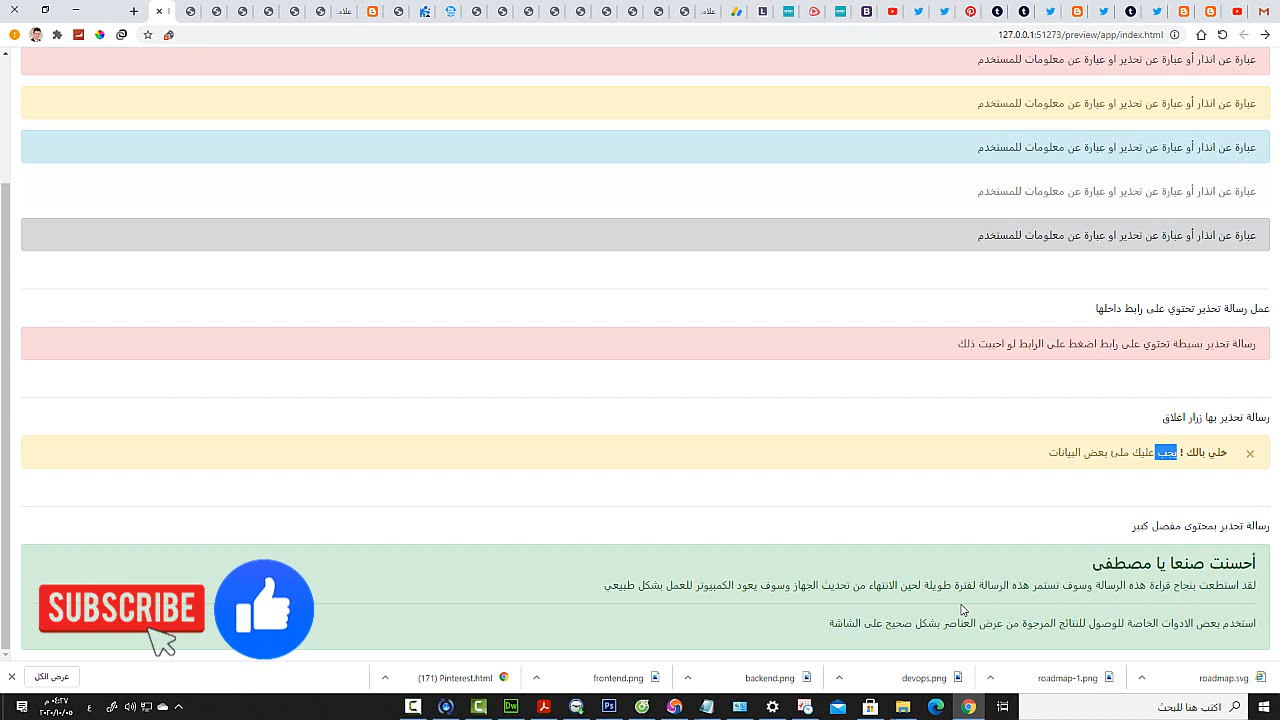 علاه.
علاه.
127.0.0.1:51273/preview/app/index.html
عبارة عن انذار أو عبارة عن تحذير او عبارة عن معلومات للمستخدم
عبارة عن انذار أو عبارة عن تحذير او عبارة عن معلومات للمستخدم
عبارة عن انذار أو عبارة عن تحذير او عبارة عن معلومات للمستخدم
عبارة عن انذار أو عبارة عن تحذير او عبارة عن معلومات للمستخدم
عبارة عن انذار أو عبارة عن تحذير او عبارة عن معلومات للمستخدم
عمل رسالة تحذير تحتوي على رابط داخلها
رسالة تحذير بسيطة تحتوي على رابط اضغط على الرابط لو احببت ذلك
رسالة تحذير بها زرار اغلاق
خلي بالك ! يجب عليك ملئ بعض البيانات ×
رسالة تحذير بمحتوى مفصل كبير
أحسنت صنعا يا مصطفى
لقد استطعت بنجاح قراءة هذه الرسالة وسوف تستمر هذه الرسالة لفترة طويلة لحين الانتهاء من تحديث الجهاز وسوف يعود الكمبيوتر للعمل بشكل طبيعي
استخدم بعض الادوات الخاصة للوصول للنتائج المرجوة من عرض العناصر بشكل صحيح على الشاشة
SUBSCRIBE
عرض الكل
(171) Pinterest.html
frontend.png
backend.png
devops.png
roadmap-1.png
roadmap.svg
اكتب هنا للبحث
ع